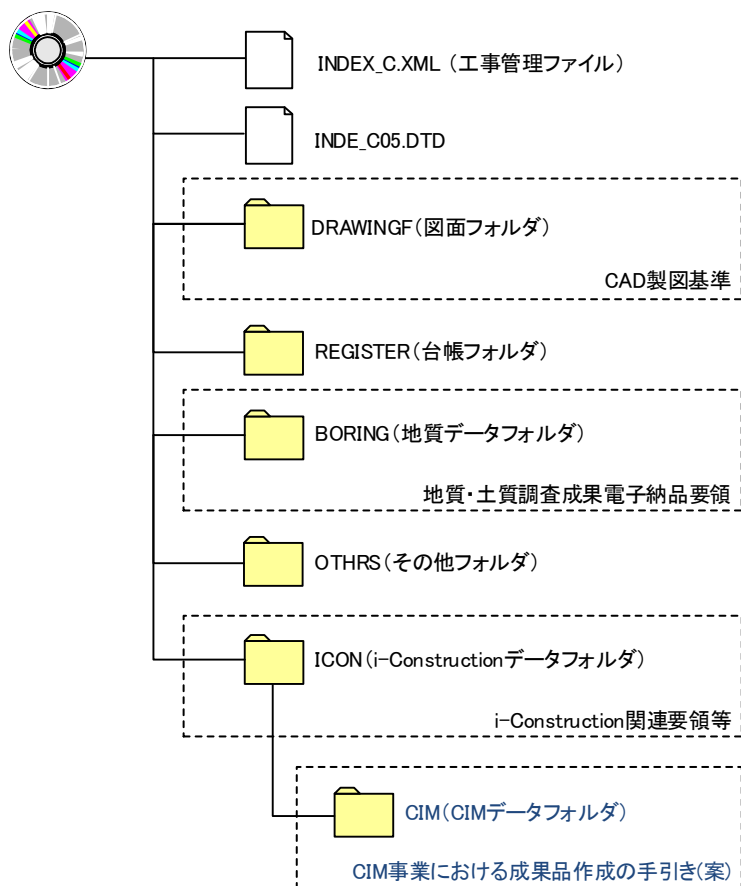 INDEX_C.XML（工事管理ファイル）
INDE_C05.DTD
DRAWINGF(図面フォルダ）
CAD製図基準
REGISTER(台帳フォルダ）
BORING(地質データフォルダ）
地質・土質調査成果電子納品要領
OTHRS(その他フォルダ）
ICON(i-Constructionデータフォルダ）
i-Construction関連要領等
CIM(CIMデータフォルダ）
CIM事業における成果品作成の手引き(案)